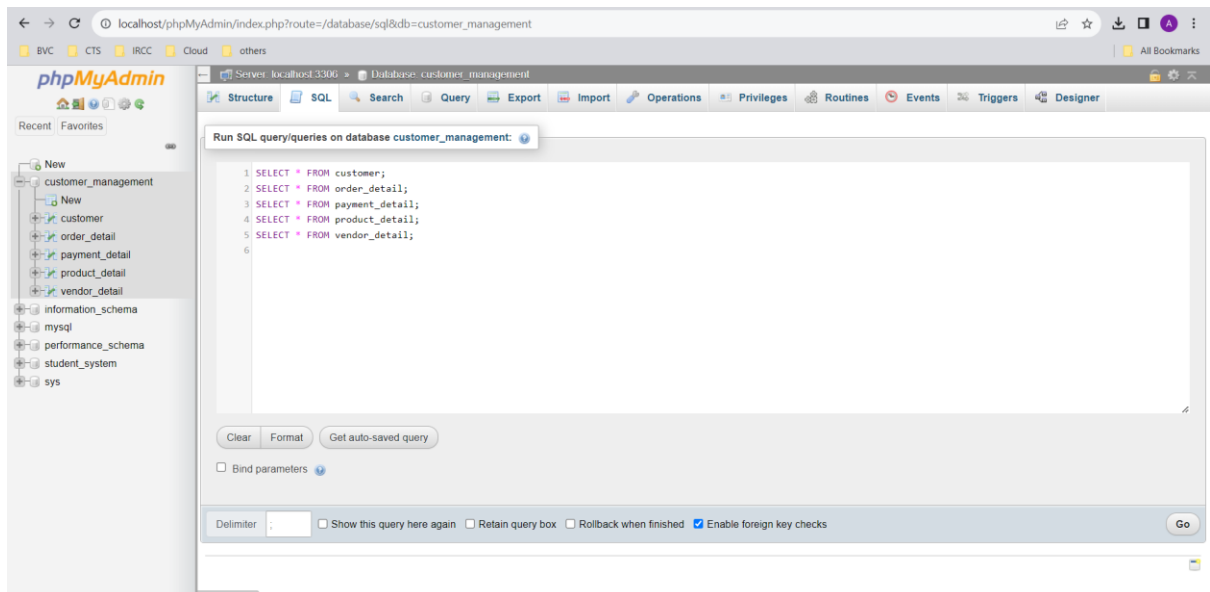 localhost/phpMyAdmin/index.php?route=/database/sql&db=customer_management
A
BVC CTS IRCC Cloud others All Bookmarks
phpMyAdmin
Recent Favorites
New
customer_management
New
customer
order_detail
payment_detail
product_detail
vendor_detail
information_schema
mysql
performance_schema
student_system
sys
Server: localhost:3306 » Database: customer_management
Structure SQL Search Query Export Import Operations Privileges Routines Events Triggers Designer
Run SQL query/queries on database customer_management:
1 SELECT * FROM customer;
2 SELECT * FROM order_detail;
3 SELECT * FROM payment_detail;
4 SELECT * FROM product_detail;
5 SELECT * FROM vendor_detail;
6
Clear Format Get auto-saved query
Bind parameters
Delimiter ; Show this query here again Retain query box Rollback when finished Enable foreign key checks Go